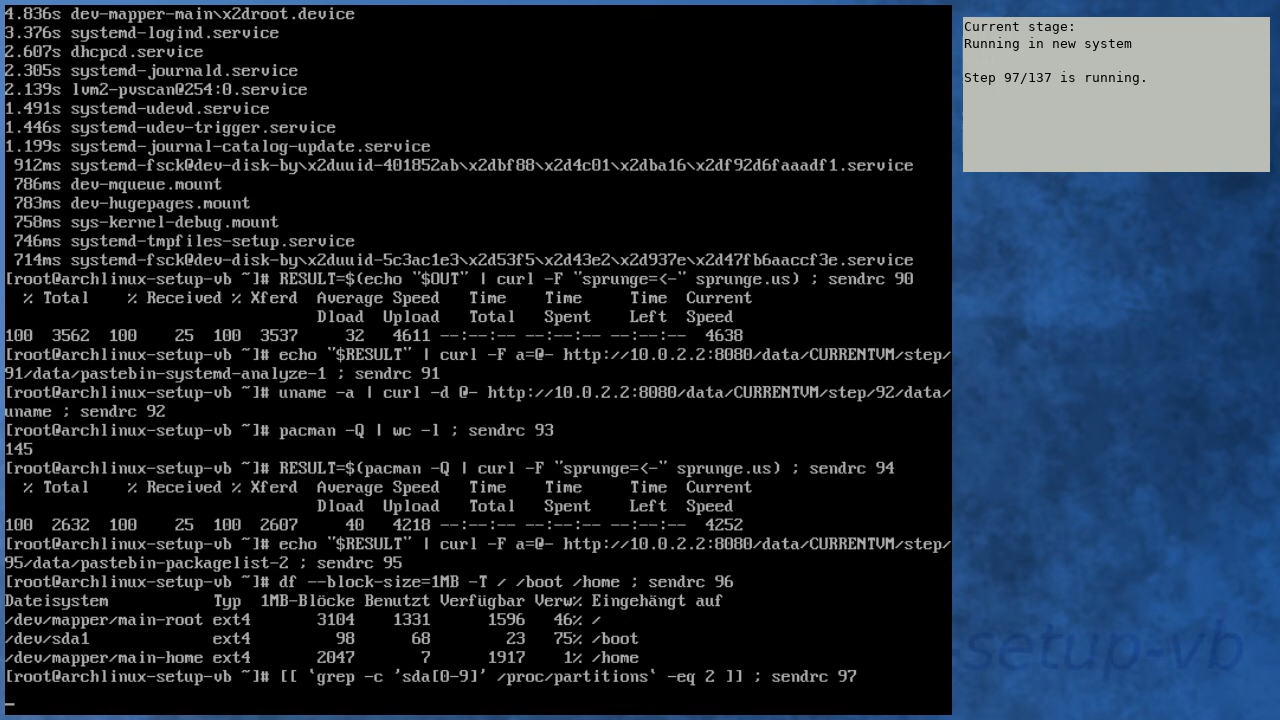 4.836s dev-mapper-main\x2droot.device
3.376s systemd-logind.service
2.607s dhcpcd.service
2.305s systemd-journald.service
2.139s lvm2-pvscan@254:0.service
1.491s systemd-udevd.service
1.446s systemd-udev-trigger.service
1.199s systemd-journal-catalog-update.service
912ms systemd-fsck@dev-disk-by\x2duuid-401852ab\x2dbf88\x2d4c01\x2dba16\x2df92d6faaadf1.service
786ms dev-mqueue.mount
783ms dev-hugepages.mount
758ms sys-kernel-debug.mount
746ms systemd-tmpfiles-setup.service
714ms systemd-fsck@dev-disk-by\x2duuid-5c3ac1e3\x2d53f5\x2d43e2\x2d937e\x2d47fb6aaccf3e.service
[root@archlinux-setup-vb ~]# RESULT=$(echo "$OUT" | curl -F "sprunge=<-" sprunge.us) ; sendrc 90
% Total    % Received % Xferd  Average Speed   Time    Time     Time  Current
Dload  Upload   Total   Spent    Left  Speed
100  3562  100    25  100  3537     32   4611 --:--:-- --:--:-- --:--:--  4638
[root@archlinux-setup-vb ~]# echo "$RESULT" | curl -F a=@- http://10.0.2.2:8080/data/CURRENTVM/step/
91/data/pastebin-systemd-analyze-1 ; sendrc 91
[root@archlinux-setup-vb ~]# uname -a | curl -d @- http://10.0.2.2:8080/data/CURRENTVM/step/92/data/
uname ; sendrc 92
[root@archlinux-setup-vb ~]# pacman -Q | wc -l ; sendrc 93
145
[root@archlinux-setup-vb ~]# RESULT=$(pacman -Q | curl -F "sprunge=<-" sprunge.us) ; sendrc 94
% Total    % Received % Xferd  Average Speed   Time    Time     Time  Current
Dload  Upload   Total   Spent    Left  Speed
100  2632  100    25  100  2607     40   4218 --:--:-- --:--:-- --:--:--  4252
[root@archlinux-setup-vb ~]# echo "$RESULT" | curl -F a=@- http://10.0.2.2:8080/data/CURRENTVM/step/
95/data/pastebin-packagelist-2 ; sendrc 95
[root@archlinux-setup-vb ~]# df --block-size=1MB -T / /boot /home ; sendrc 96
Dateisystem           Typ  1MB-Blöcke Benutzt Verfügbar Verw% Eingehängt auf
/dev/mapper/main-root ext4       3104    1331      1596   46% /
/dev/sda1             ext4         98      68        23   75% /boot
/dev/mapper/main-home ext4       2047       7      1917    1% /home
[root@archlinux-setup-vb ~]# [[ `grep -c 'sda[0-9]' /proc/partitions` -eq 2 ]] ; sendrc 97
Current stage:
Running in new system
Step 97/137 is running.
setup-vb